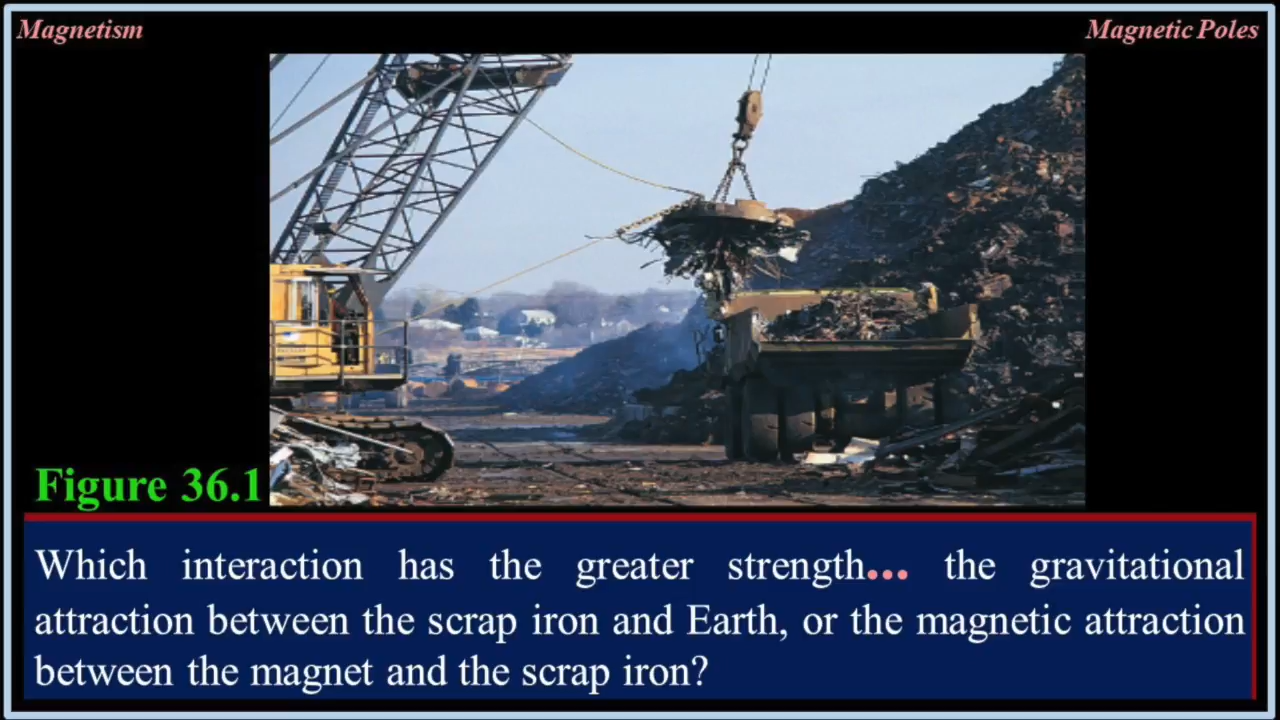 Magnetism
Magnetic Poles
Figure 36.1
Which interaction has the greater strength... the gravitational
attraction between the scrap iron and Earth, or the magnetic attraction
between the magnet and the scrap iron?